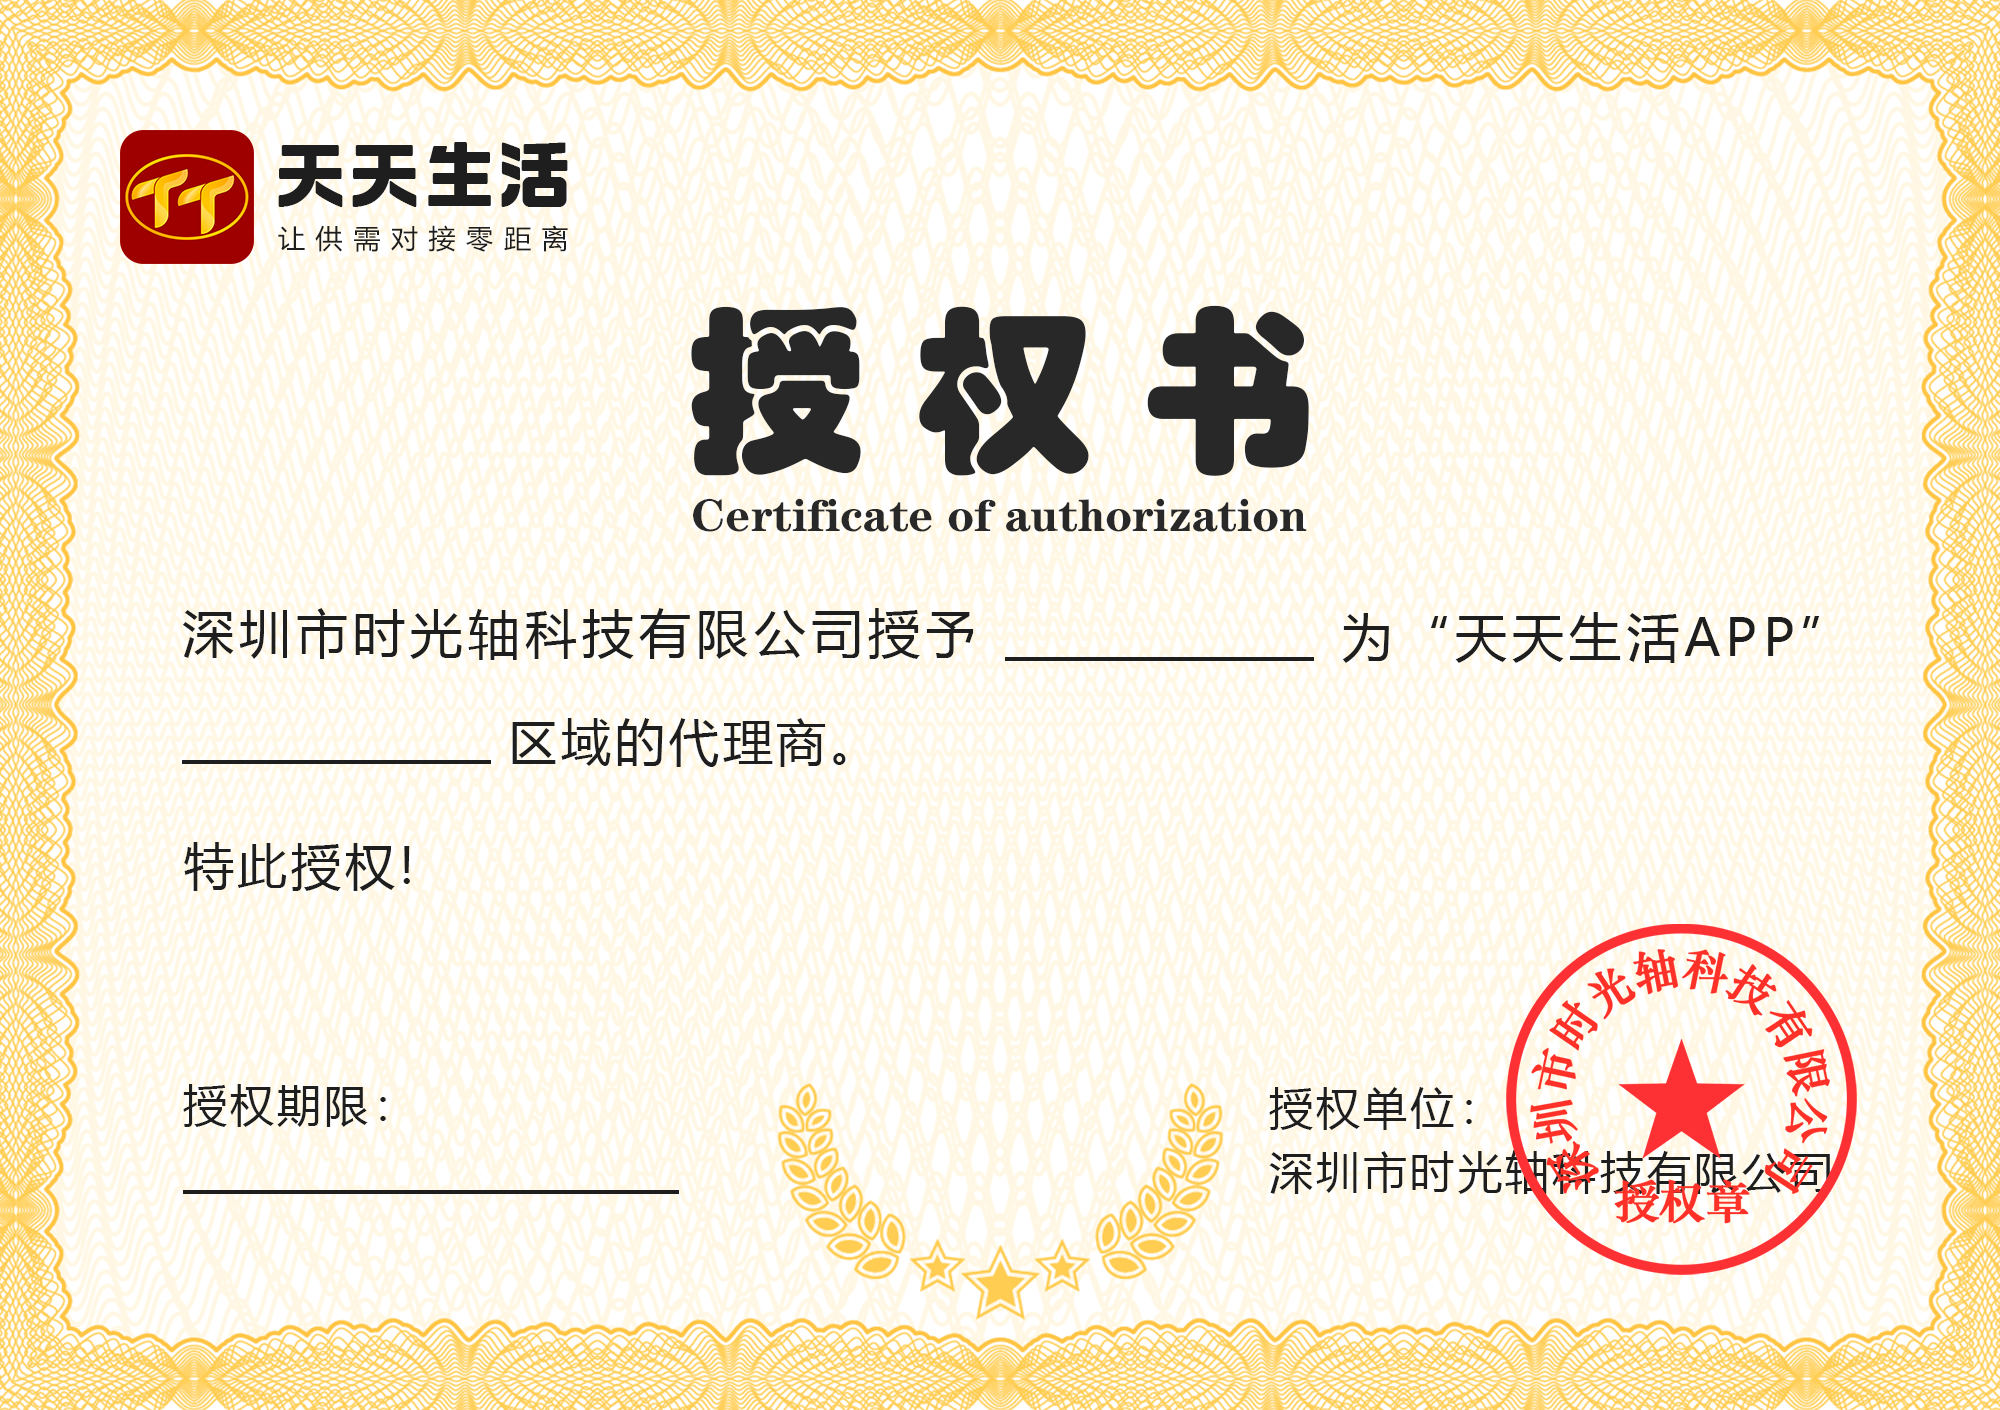 TT
天天生活
让供需对接零距离
授权书
Certificate of authorization
深圳市时光轴科技有限公司授予 __________ 为“天天生活APP”
__________ 区域的代理商。
特此授权!
授权期限:
授权单位:
深圳市时光轴科技有限公司
深圳市时光轴科技有限公司
授权章